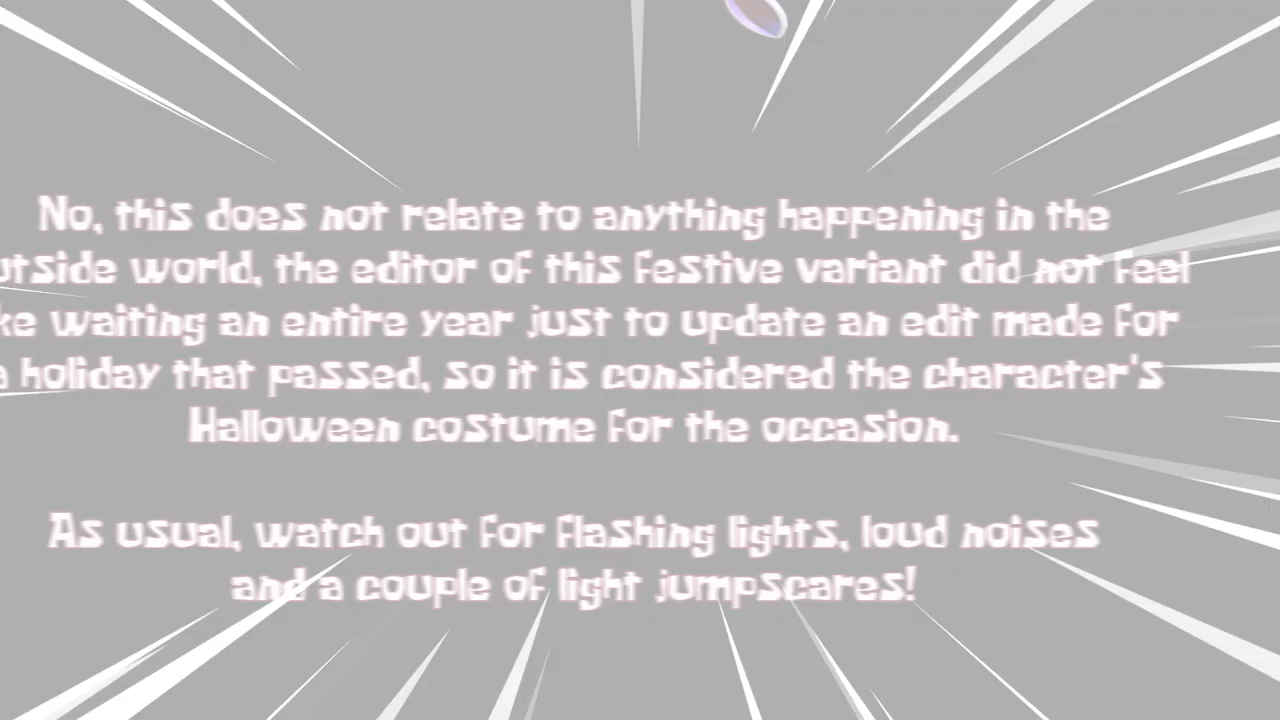 No, this does not relate to anything happening in the
utside world, the editor of this festive variant did not feel
ke waiting an entire year just to update an edit made for
a holiday that passed, so it is considered the character's
Halloween costume for the occasion.
As usual, watch out for flashing lights, loud noises
and a couple of light jumpscares!